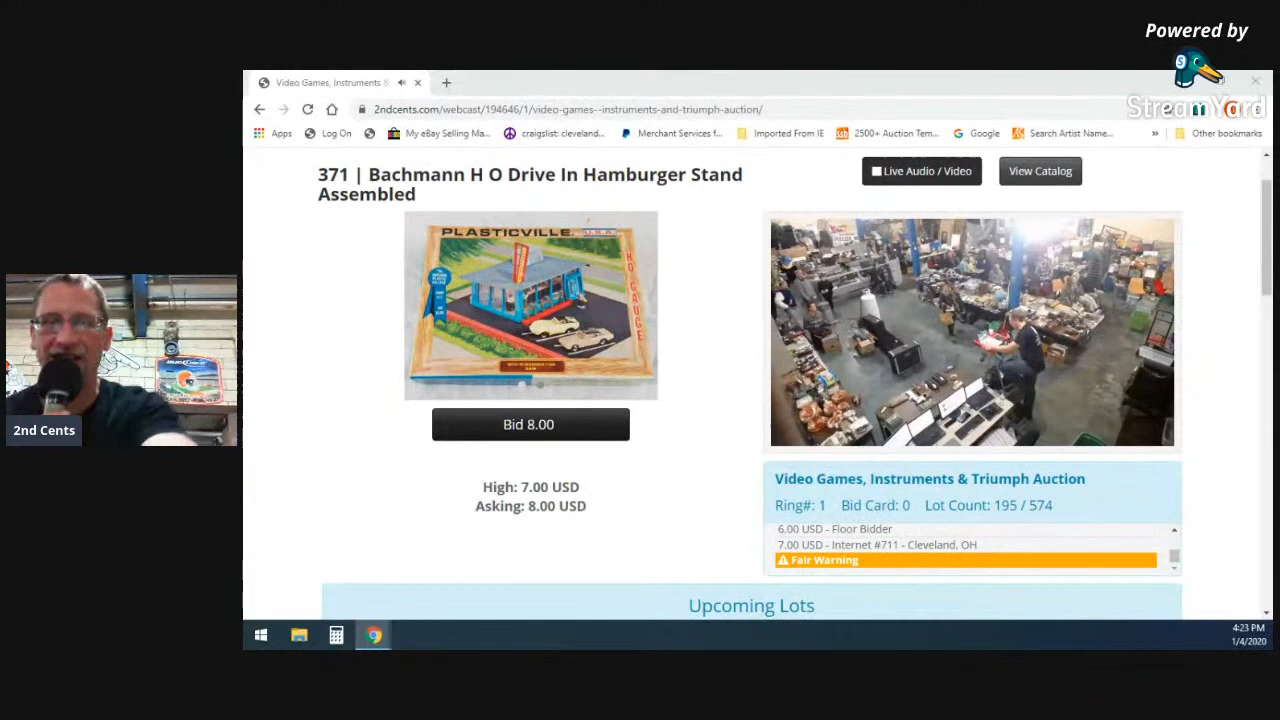 Powered by
StreamYard
Video Games, Instruments &
2ndcents.com/webcast/194646/1/video-games--instruments-and-triumph-auction/
Apps
Log On
My eBay Selling Ma...
craigslist: cleveland...
Merchant Services f...
Imported From IE
2500+ Auction Tem...
Google
Search Artist Name...
»
Other bookmarks
371 | Bachmann H O Drive In Hamburger Stand
Assembled
Live Audio / Video
View Catalog
PLASTICVILLE U.S.A.
HO GAUGE
Bid 8.00
High: 7.00 USD
Asking: 8.00 USD
2nd Cents
Video Games, Instruments & Triumph Auction
Ring#: 1 Bid Card: 0 Lot Count: 195 / 574
6.00 USD - Floor Bidder
7.00 USD - Internet #711 - Cleveland, OH
Fair Warning
Upcoming Lots
4:23 PM
1/4/2020